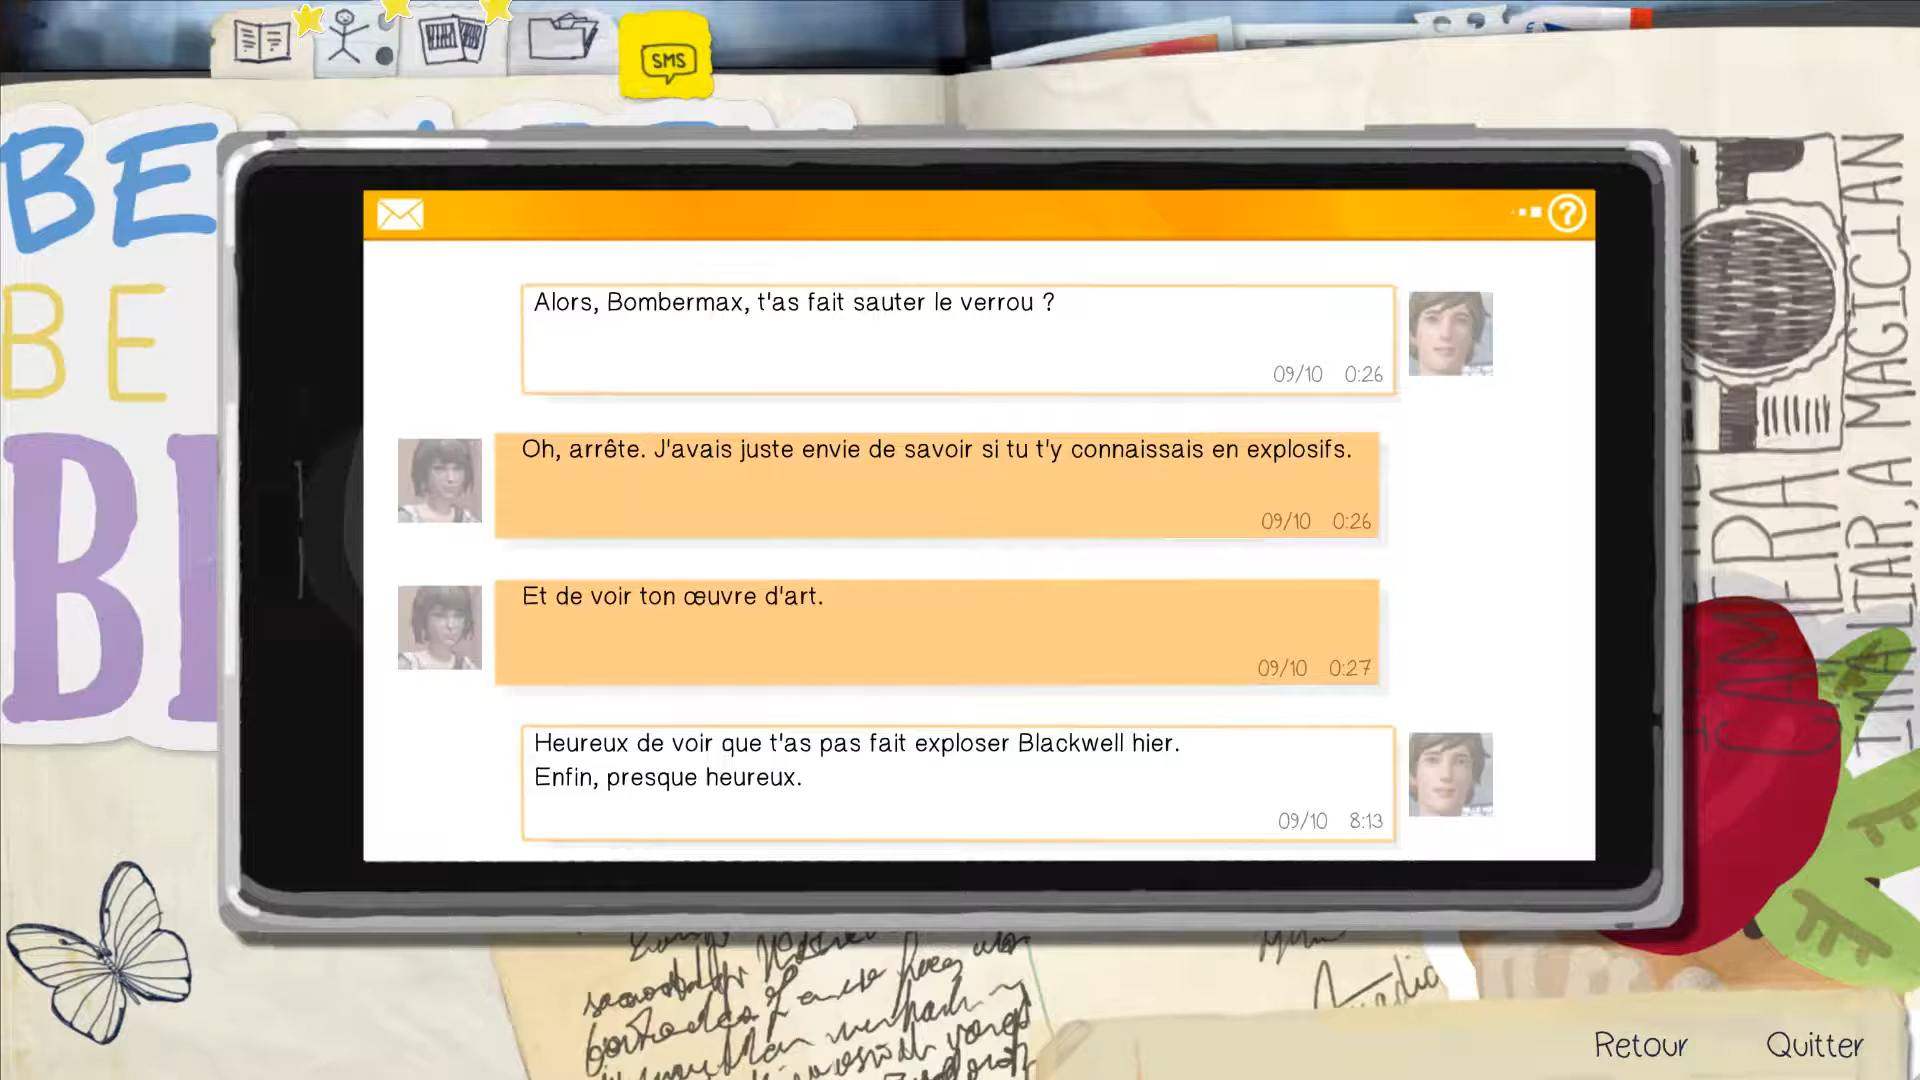 SMS
BE
BE
Alors, Bombermax, t'as fait sauter le verrou ?
09/10 0:26
Oh, arrête. J'avais juste envie de savoir si tu t'y connaissais en explosifs.
09/10 0:26
Et de voir ton œuvre d'art.
09/10 0:27
Heureux de voir que t'as pas fait exploser Blackwell hier.
Enfin, presque heureux.
09/10 8:13
I'M A LIAR, A MAGICIAN
Retour Quitter